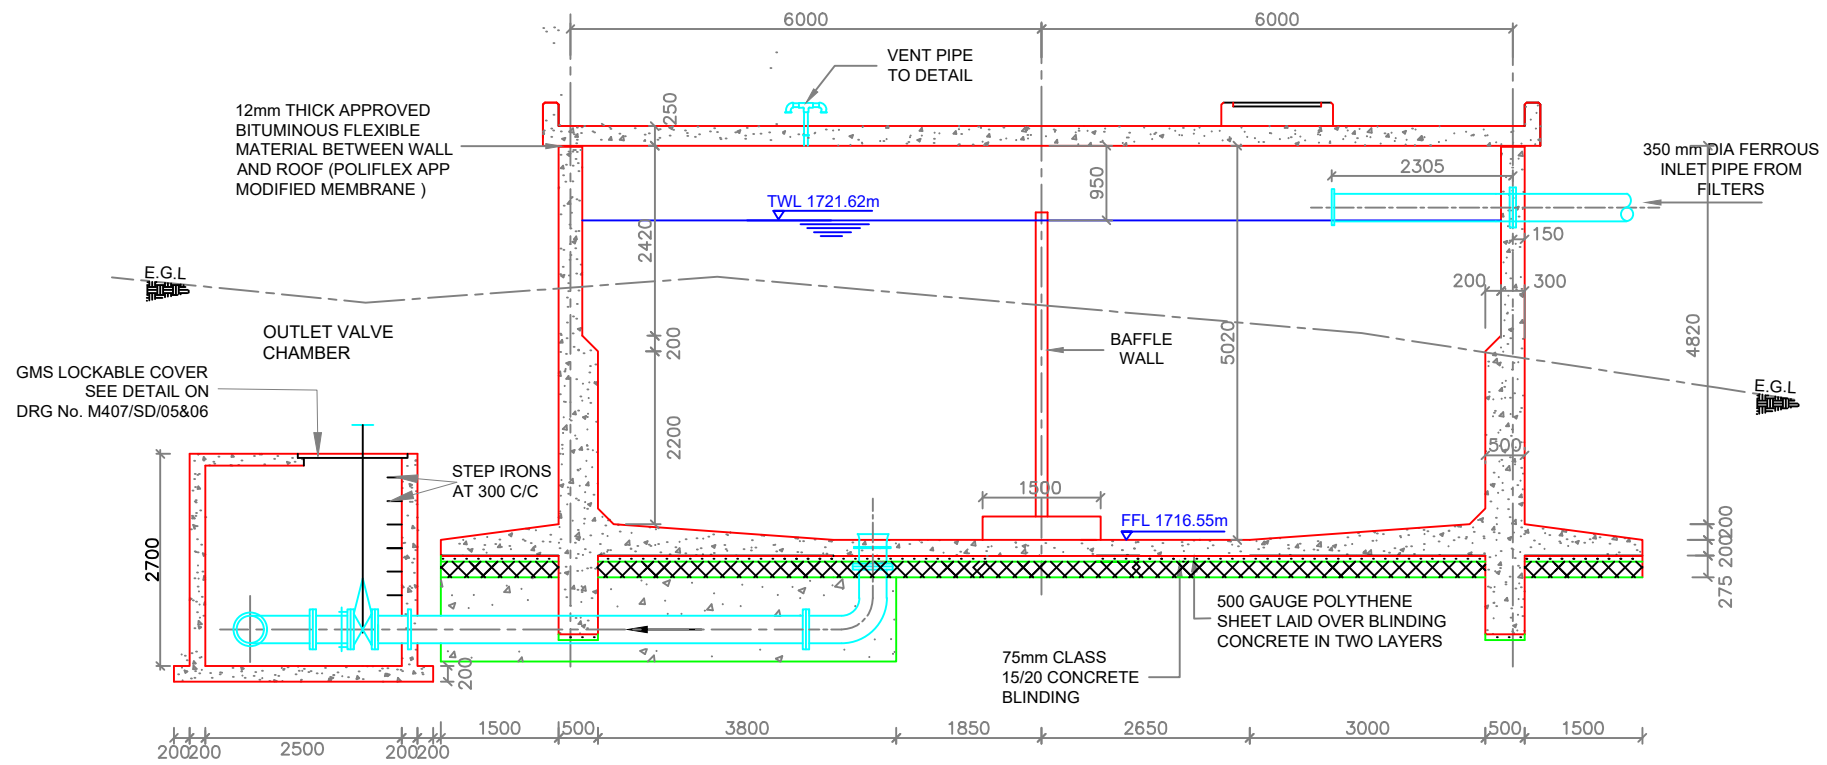 6000
6000
VENT PIPE
TO DETAIL
12mm THICK APPROVED
BITUMINOUS FLEXIBLE
MATERIAL BETWEEN WALL
AND ROOF (POLIFLEX APP
MODIFIED MEMBRANE )
250
350 mm DIA FERROUS
INLET PIPE FROM
FILTERS
2305
950
TWL 1721.62m
2420
150
E.G.L
200
300
OUTLET VALVE
CHAMBER
200
5020
4820
BAFFLE
WALL
GMS LOCKABLE COVER
SEE DETAIL ON
DRG No. M407/SD/05&06
E.G.L
2200
500
STEP IRONS
AT 300 C/C
1500
FFL 1716.55m
200
200
275
2700
500 GAUGE POLYTHENE
SHEET LAID OVER BLINDING
CONCRETE IN TWO LAYERS
75mm CLASS
15/20 CONCRETE
BLINDING
200
1500
500
3800
1850
2650
3000
500
1500
200
200
2500
200
200